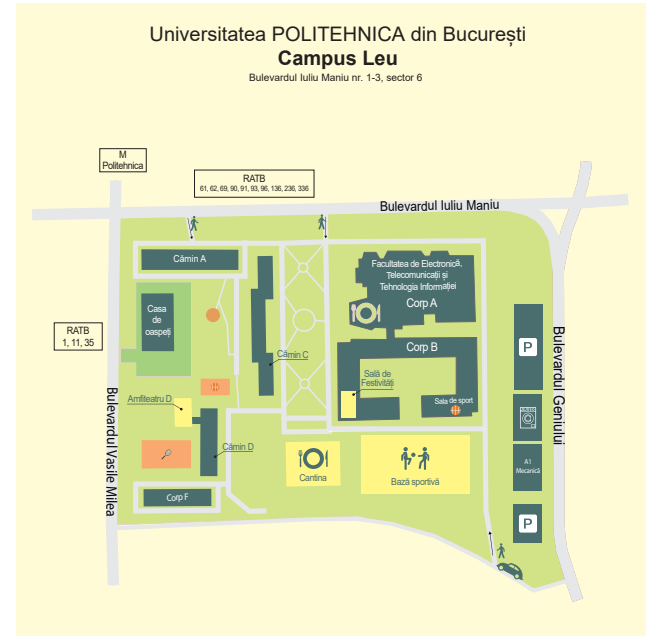 Universitatea POLITEHNICA din București
Campus Leu
Bulevardul Iuliu Maniu nr. 1-3, sector 6
M
Politehnica
RATB
61, 62, 69, 90, 91, 93, 96, 136, 236, 336
Bulevardul Iuliu Maniu
Cămin A
Facultatea de Electronică,
Telecomunicații și
Tehnologia Informației
Corp A
Casa
de
oaspeți
RATB
1, 11, 35
P
Bulevardul Geniului
Corp B
Cămin C
Sală de
Festivități
Sala de sport
Amfiteatru D
Bulevardul Vasile Milea
Cămin D
A1
Mecanică
Cantina
Bază sportivă
Corp F
P